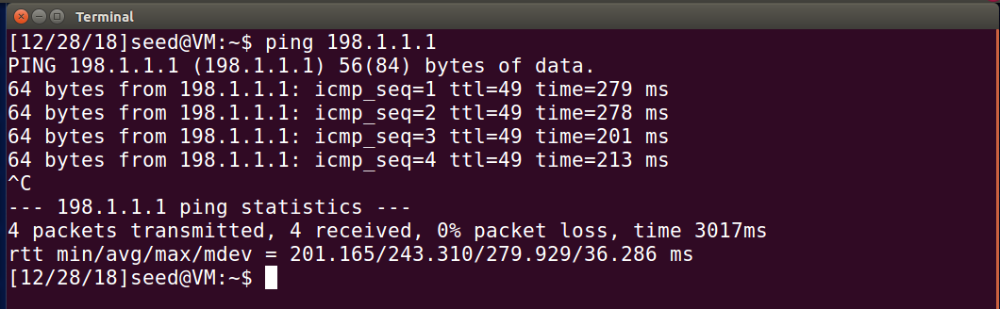 Terminal
[12/28/18]seed@VM:~$ ping 198.1.1.1
PING 198.1.1.1 (198.1.1.1) 56(84) bytes of data.
64 bytes from 198.1.1.1: icmp_seq=1 ttl=49 time=279 ms
64 bytes from 198.1.1.1: icmp_seq=2 ttl=49 time=278 ms
64 bytes from 198.1.1.1: icmp_seq=3 ttl=49 time=201 ms
64 bytes from 198.1.1.1: icmp_seq=4 ttl=49 time=213 ms
^C
--- 198.1.1.1 ping statistics ---
4 packets transmitted, 4 received, 0% packet loss, time 3017ms
rtt min/avg/max/mdev = 201.165/243.310/279.929/36.286 ms
[12/28/18]seed@VM:~$